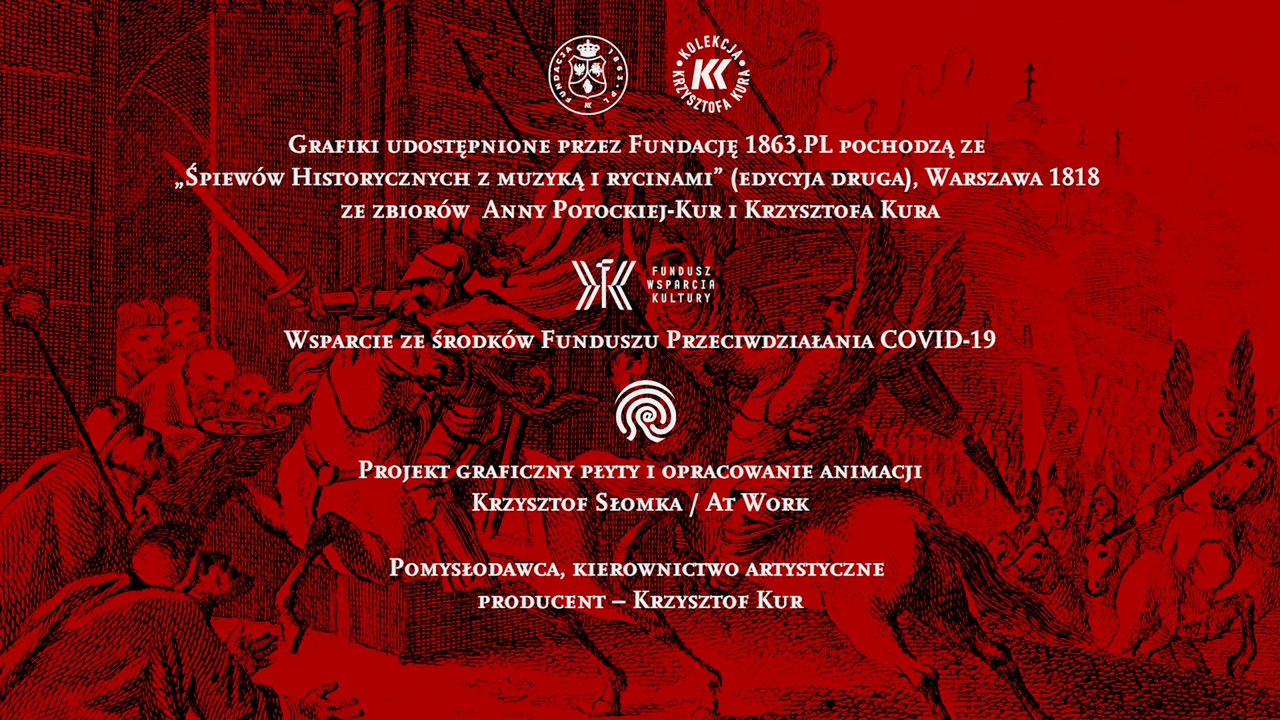 FUNDACJA 1863.PL
KOLEKCJA
KRZYSZTOFA KURA
Grafiki udostępnione przez Fundację 1863.PL pochodzą ze
„Śpiewów Historycznych z muzyką i rycinami” (edycyja druga), Warszawa 1818
ze zbiorów Anny Potockiej-Kur i Krzysztofa Kura
FUNDUSZ
WSPARCIA
KULTURY
Wsparcie ze środków Funduszu Przeciwdziałania COVID-19
Projekt graficzny płyty i opracowanie animacji
Krzysztof Słomka / At Work
Pomysłodawca, kierownictwo artystyczne
producent – Krzysztof Kur